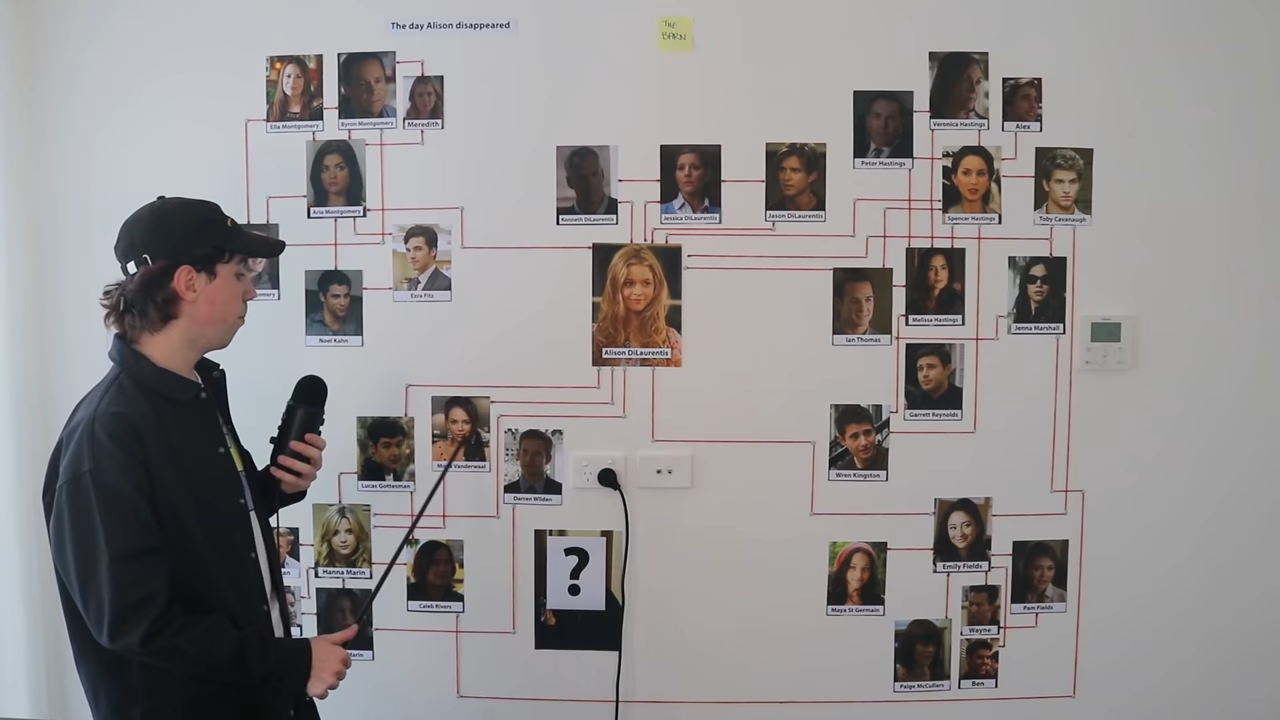 The day Alison disappeared
THE
BARN
Ella Montgomery
Byron Montgomery
Meredith
Aria Montgomery
Ezra Fitz
Noel Kahn
Kenneth DiLaurentis
Jessica DiLaurentis
Jason DiLaurentis
Alison DiLaurentis
Peter Hastings
Veronica Hastings
Alex
Spencer Hastings
Toby Cavanaugh
Ian Thomas
Melissa Hastings
Jenna Marshall
Garrett Reynolds
Wren Kingston
Lucas Gottesman
Mona Vanderwaal
Darren Wilden
Hanna Marin
Caleb Rivers
?
Maya St Germain
Emily Fields
Pam Fields
Wayne
Paige McCullers
Ben